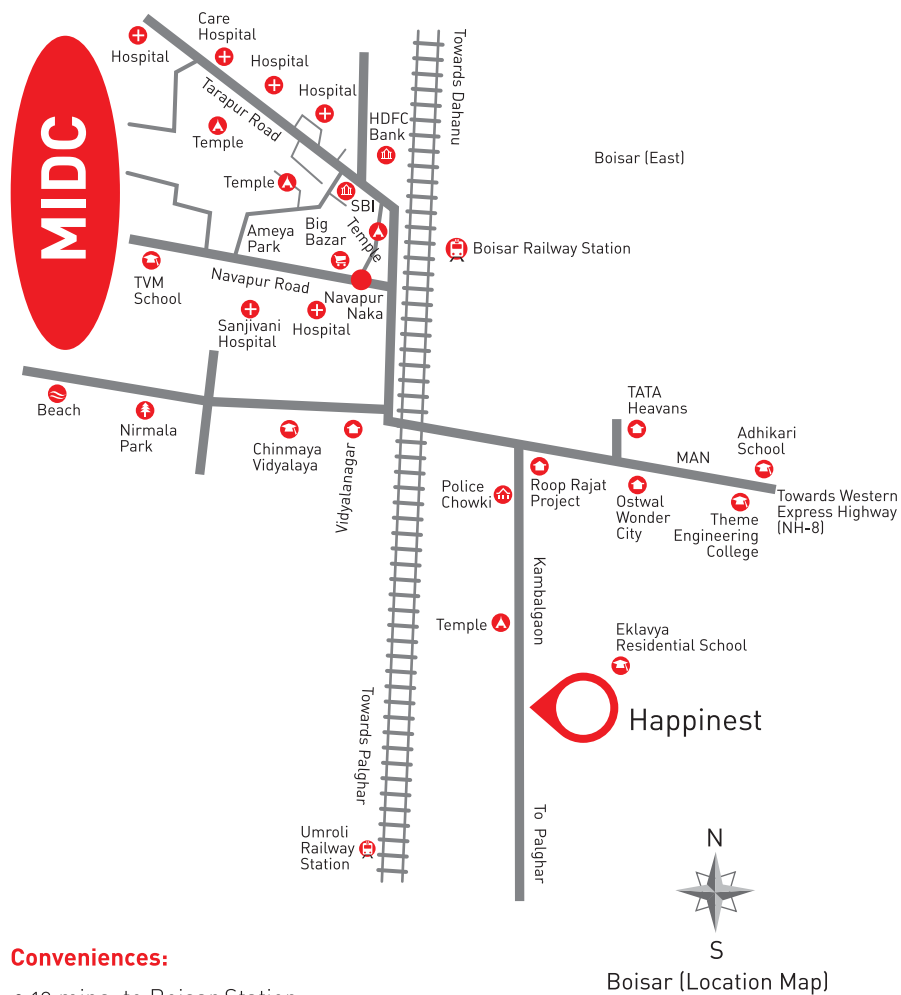 Care
Hospital
Hospital
Hospital
Hospital
Tarapur Road
Temple
HDFC
Bank
Towards Dahanu
Boisar (East)
MIDC
Temple
SBI
Temple
Ameya
Park
Big
Bazar
Boisar Railway Station
TVM
School
Navapur Road
Navapur
Naka
Sanjivani
Hospital
Hospital
Beach
Nirmala
Park
Chinmaya
Vidyalaya
Vidyalanagar
TATA
Heavans
MAN
Adhikari
School
Police
Chowki
Roop Rajat
Project
Ostwal
Wonder
City
Theme
Engineering
College
Towards Western
Express Highway
(NH-8)
Kambalgaon
Temple
Eklavya
Residential School
Happinest
Towards Palghar
To Palghar
Umroli
Railway
Station
N
S
Boisar (Location Map)
Conveniences: